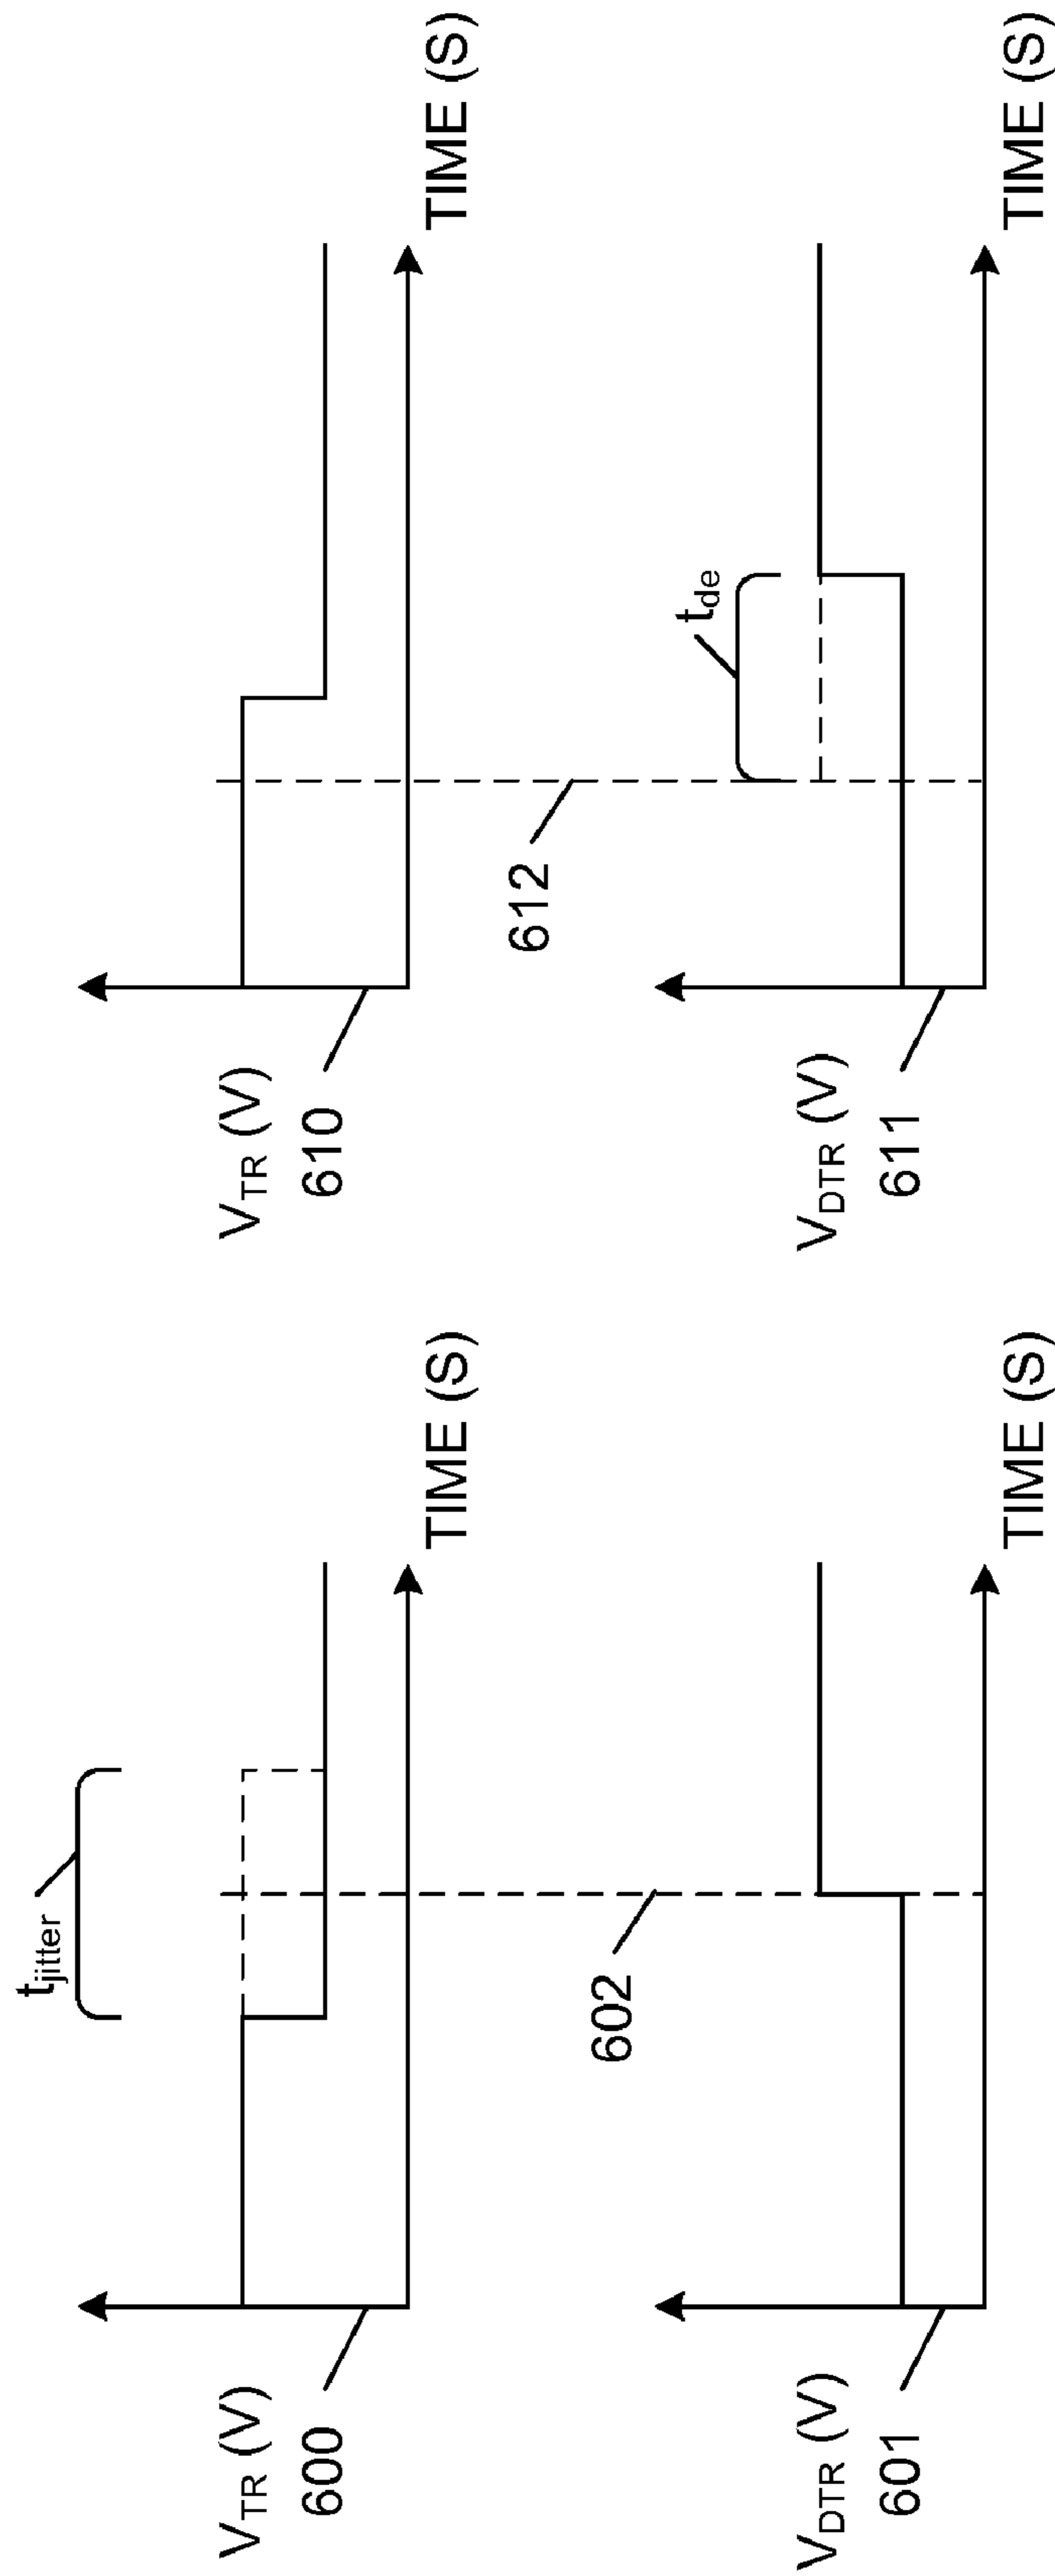 t_jitter
V_TR (V)
600
TIME (S)
602
V_DTR (V)
601
TIME (S)
V_TR (V)
610
TIME (S)
612
t_de
V_DTR (V)
611
TIME (S)